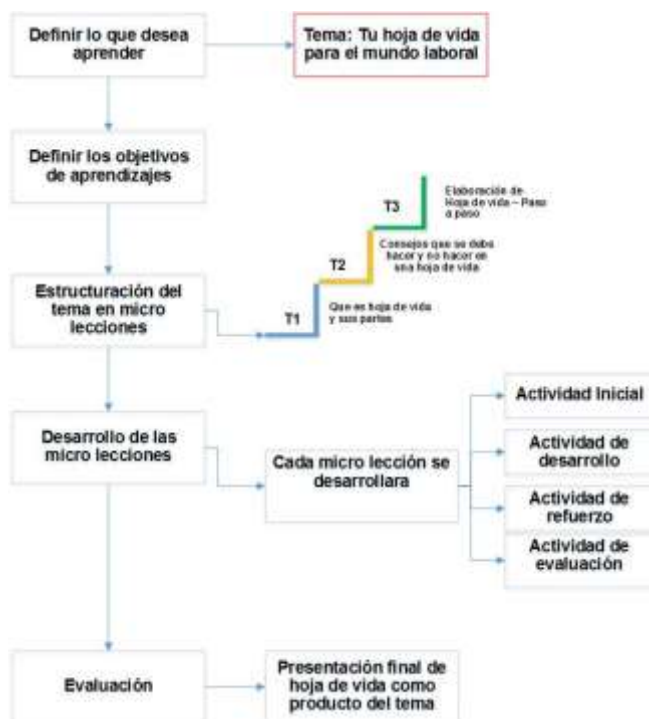 Definir lo que desea
aprender
Tema: Tu hoja de vida
para el mundo laboral
Definir los objetivos
de aprendizajes
Estructuración del
tema en micro
lecciones
T1
Que es hoja de vida
y sus partes
T2
Consejos que se debe
hacer y no hacer en
una hoja de vida
T3
Elaboración de
Hoja de vida – Paso
a paso
Desarrollo de las
micro lecciones
Cada micro lección se
desarrollara
Actividad Inicial
Actividad de
desarrollo
Actividad de
refuerzo
Actividad de
evaluación
Evaluación
Presentación final de
hoja de vida como
producto del tema